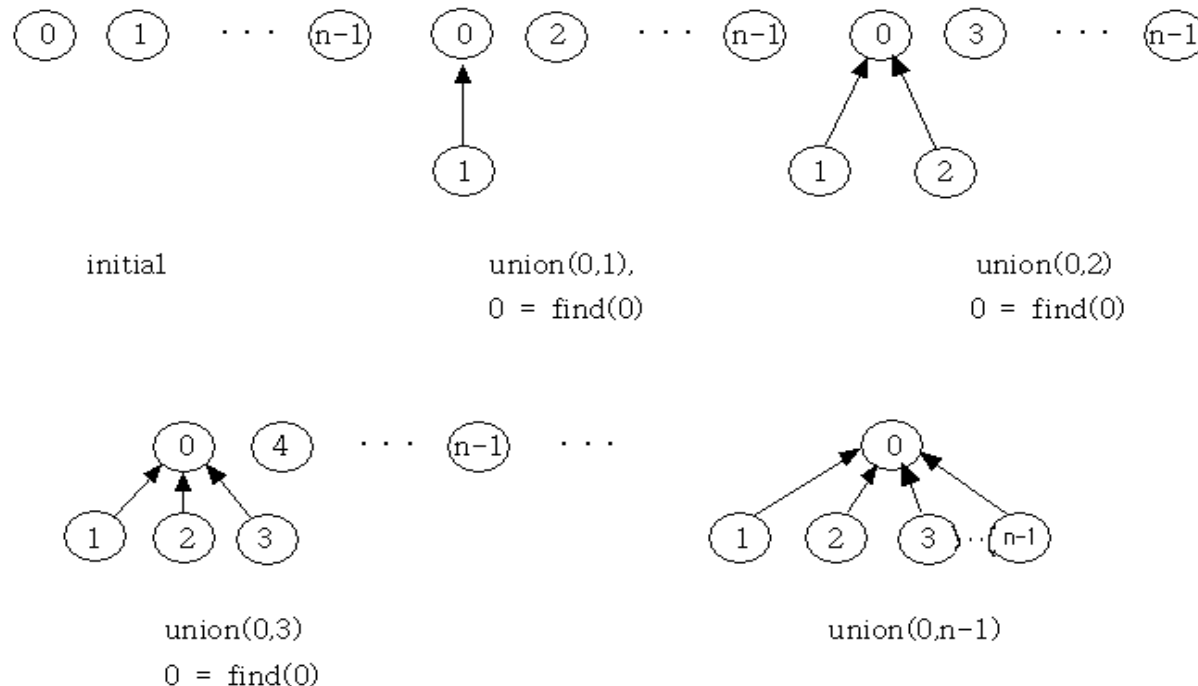 0 1 · · · n-1 0 2 · · · n-1 0 3 · · · n-1
1 1 2
initial union(0,1), union(0,2)
0 = find(0) 0 = find(0)
0 4 · · · n-1 · · · 0
1 2 3 1 2 3 ·· n-1
union(0,3) union(0,n-1)
0 = find(0)